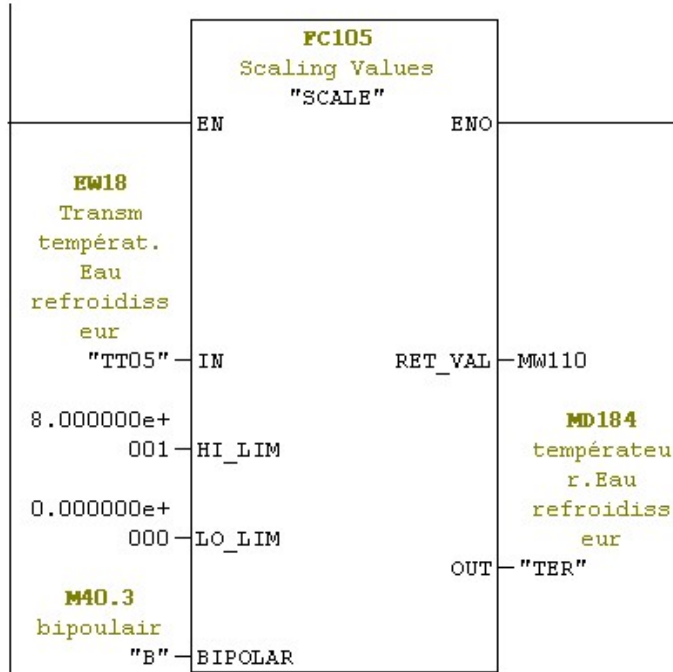 FC105
Scaling Values
"SCALE"
EN ENO
EW18
Transm
températ.
Eau
refroidiss
eur
"TT05" IN RET_VAL MW110
8.000000e+
001 HI_LIM
MD184
températeu
r.Eau
refroidiss
eur
0.000000e+
000 LO_LIM
OUT "TER"
M40.3
bipoulair
"B" BIPOLAR